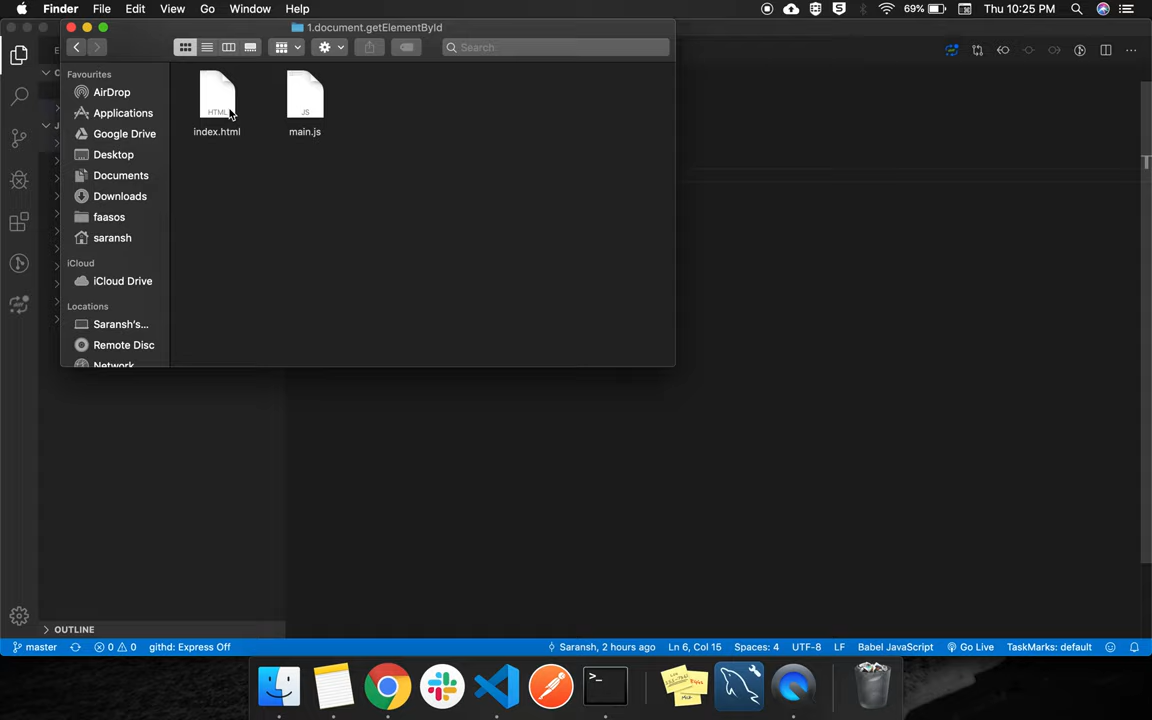 Finder File Edit View Go Window Help
69% Thu 10:25 PM
1.document.getElementById
Search
Favourites
AirDrop
Applications
Google Drive
Desktop
Documents
Downloads
faasos
saransh
iCloud
iCloud Drive
Locations
Saransh's...
Remote Disc
Network
HTML
index.html
JS
main.js
OUTLINE
master
0 0
githd: Express Off
Saransh, 2 hours ago
Ln 6, Col 15
Spaces: 4
UTF-8
LF
Babel JavaScript
Go Live
TaskMarks: default